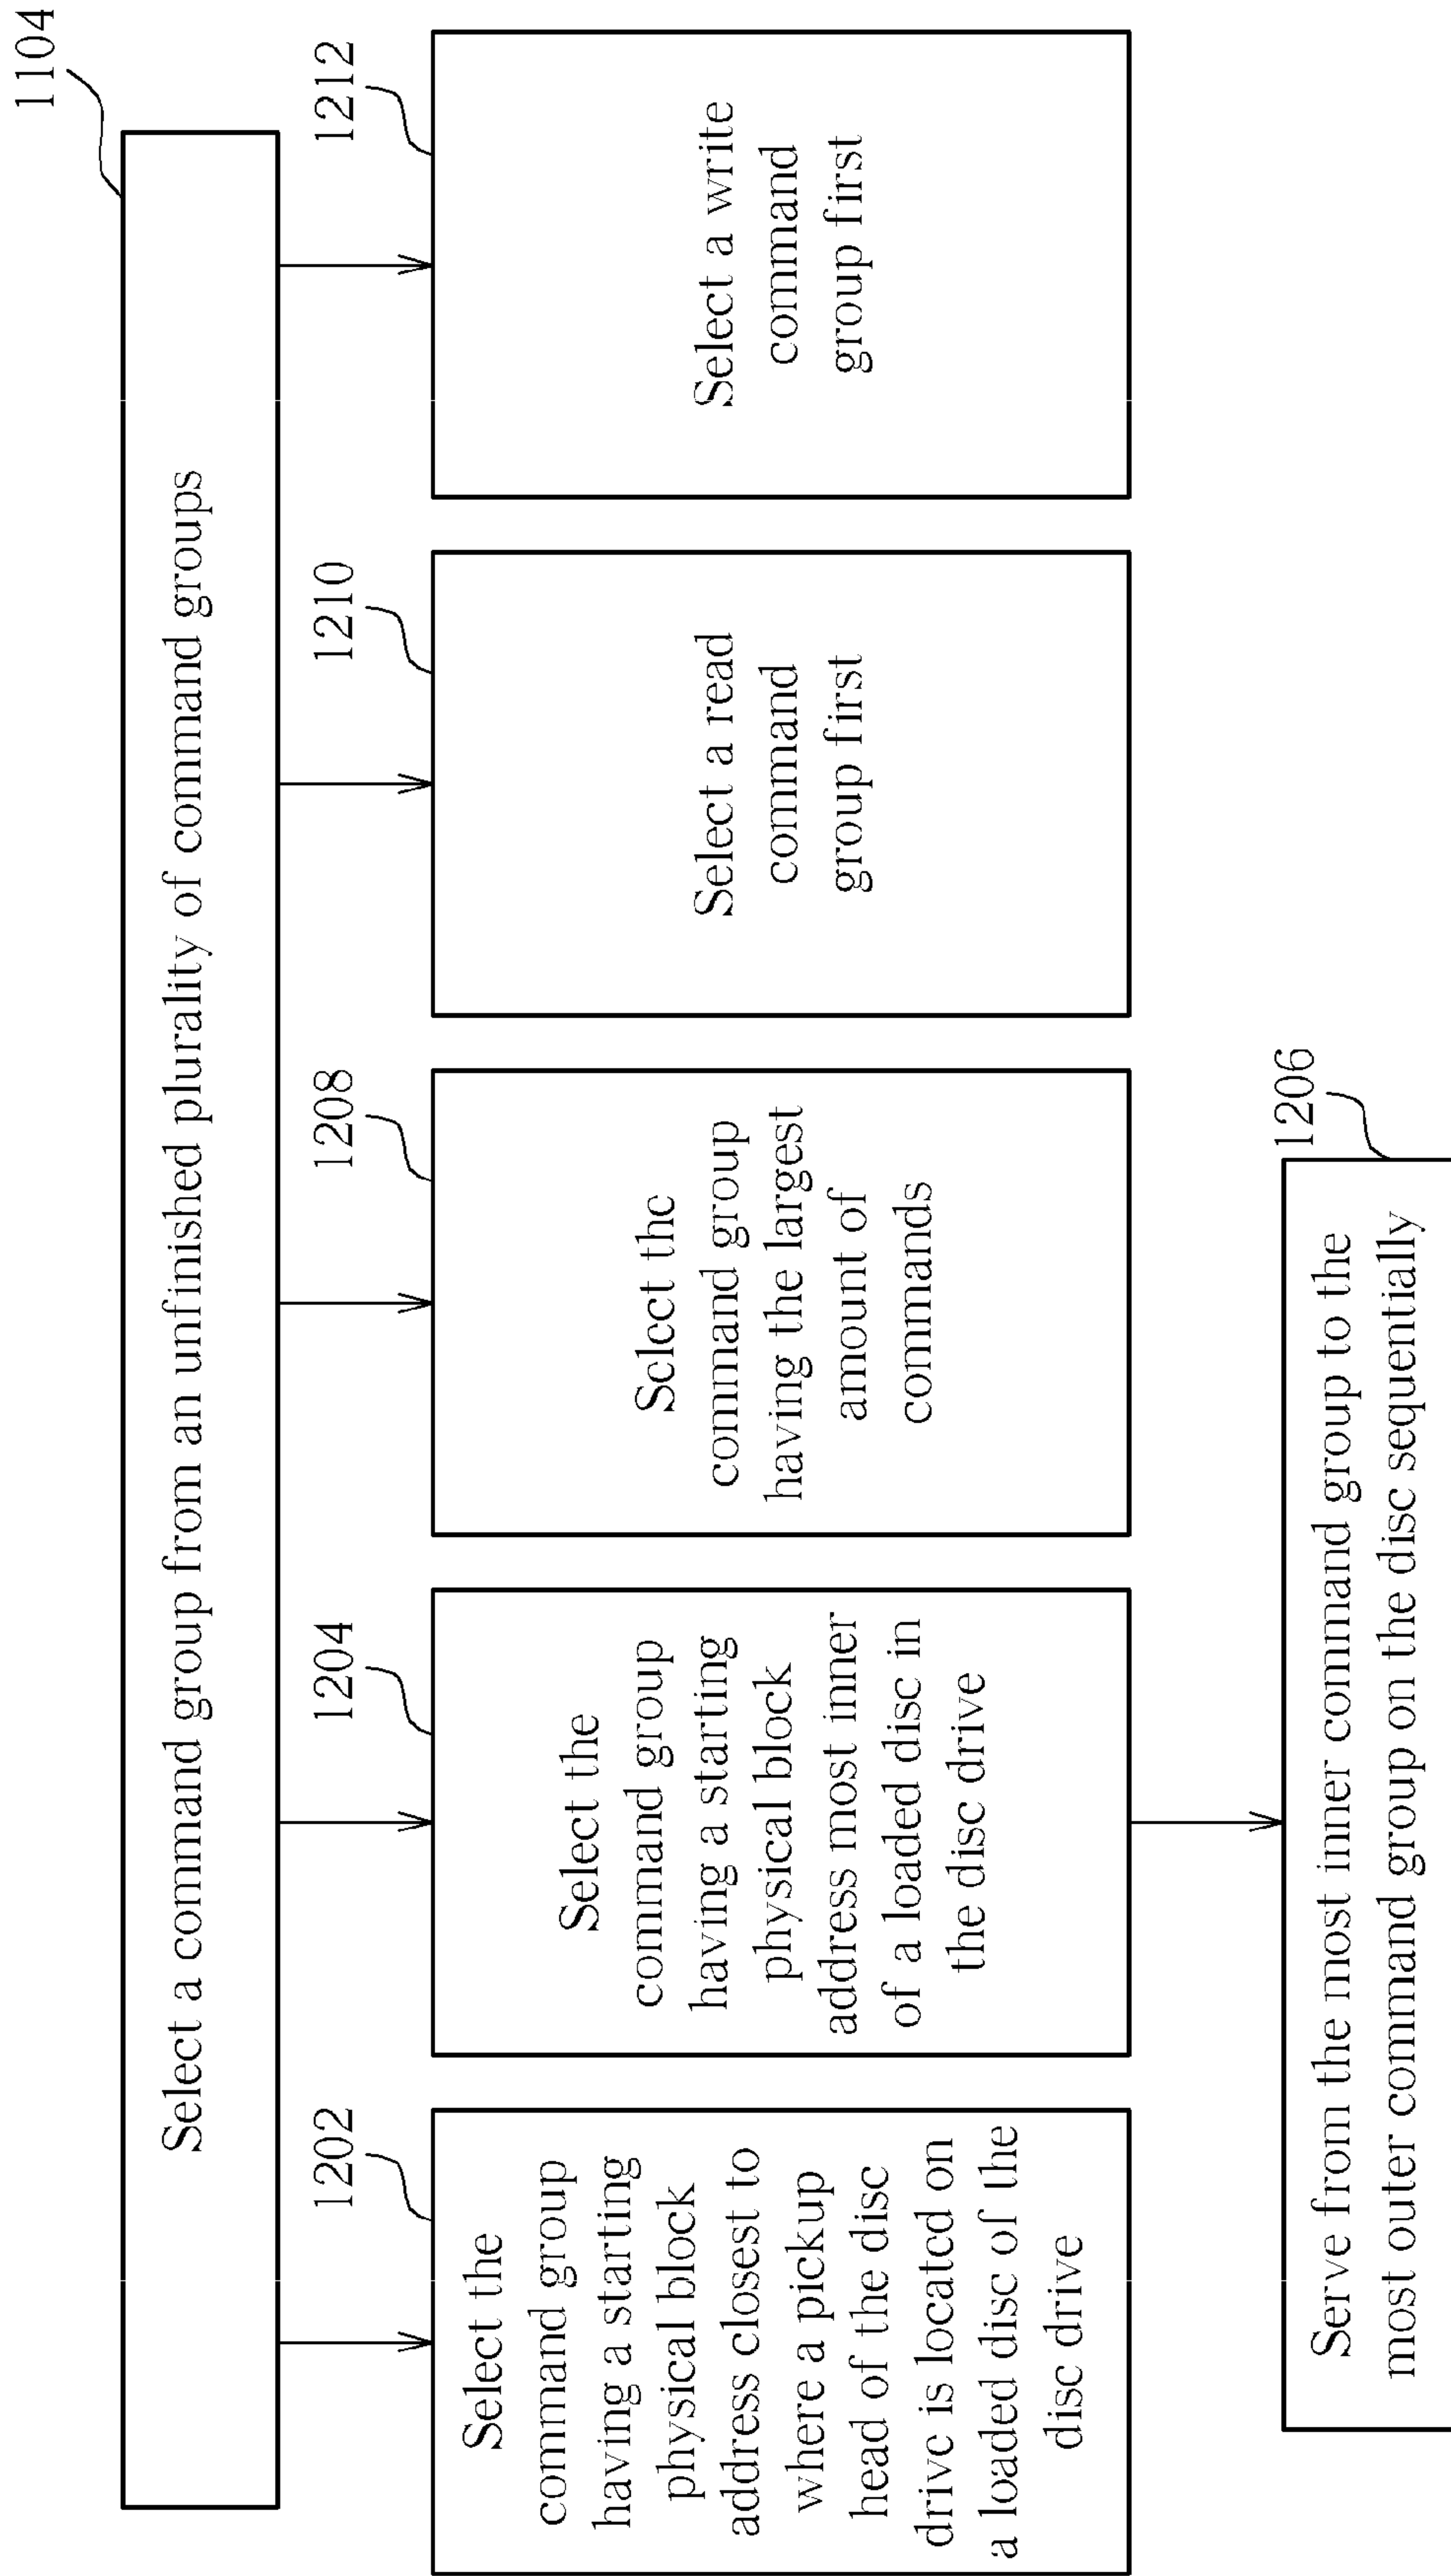 1104
Select a command group from an unfinished plurality of command groups
1202
Select the
command group
having a starting
physical block
address closest to
where a pickup
head of the disc
drive is located on
a loaded disc of the
disc drive
1204
Select the
command group
having a starting
physical block
address most inner
of a loaded disc in
the disc drive
1208
Select the
command group
having the largest
amount of
commands
1210
Select a read
command
group first
1212
Select a write
command
group first
1206
Serve from the most inner command group to the
most outer command group on the disc sequentially